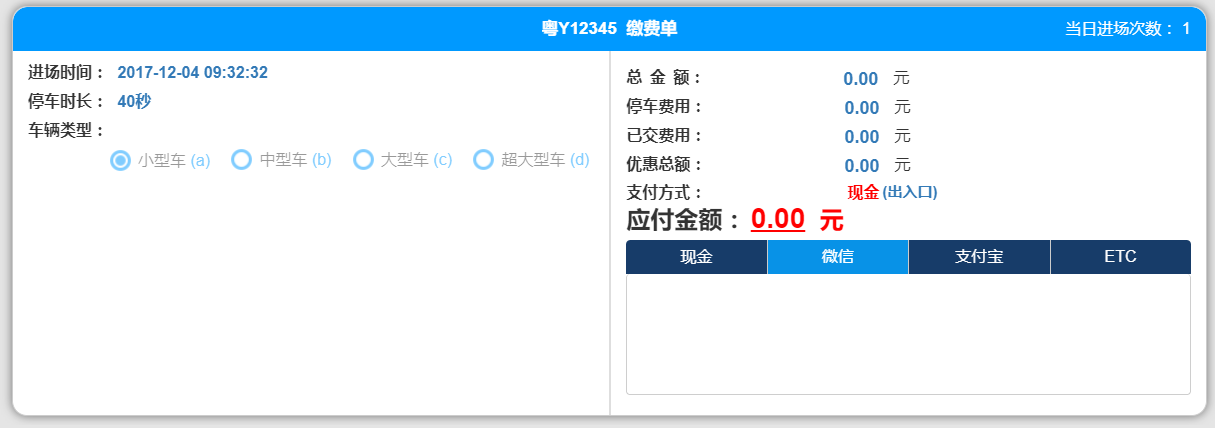 粤Y12345 缴费单
当日进场次数： 1
进场时间： 2017-12-04 09:32:32
停车时长： 40秒
车辆类型：
小型车 (a) 中型车 (b) 大型车 (c) 超大型车 (d)
总 金 额： 0.00 元
停车费用： 0.00 元
已交费用： 0.00 元
优惠总额： 0.00 元
支付方式： 现金 (出入口)
应付金额： 0.00 元
现金 微信 支付宝 ETC